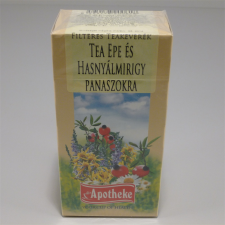 Filteres Teakeverék
Tea Epe és
Hasnyálmirigy
panaszokra
Apotheke